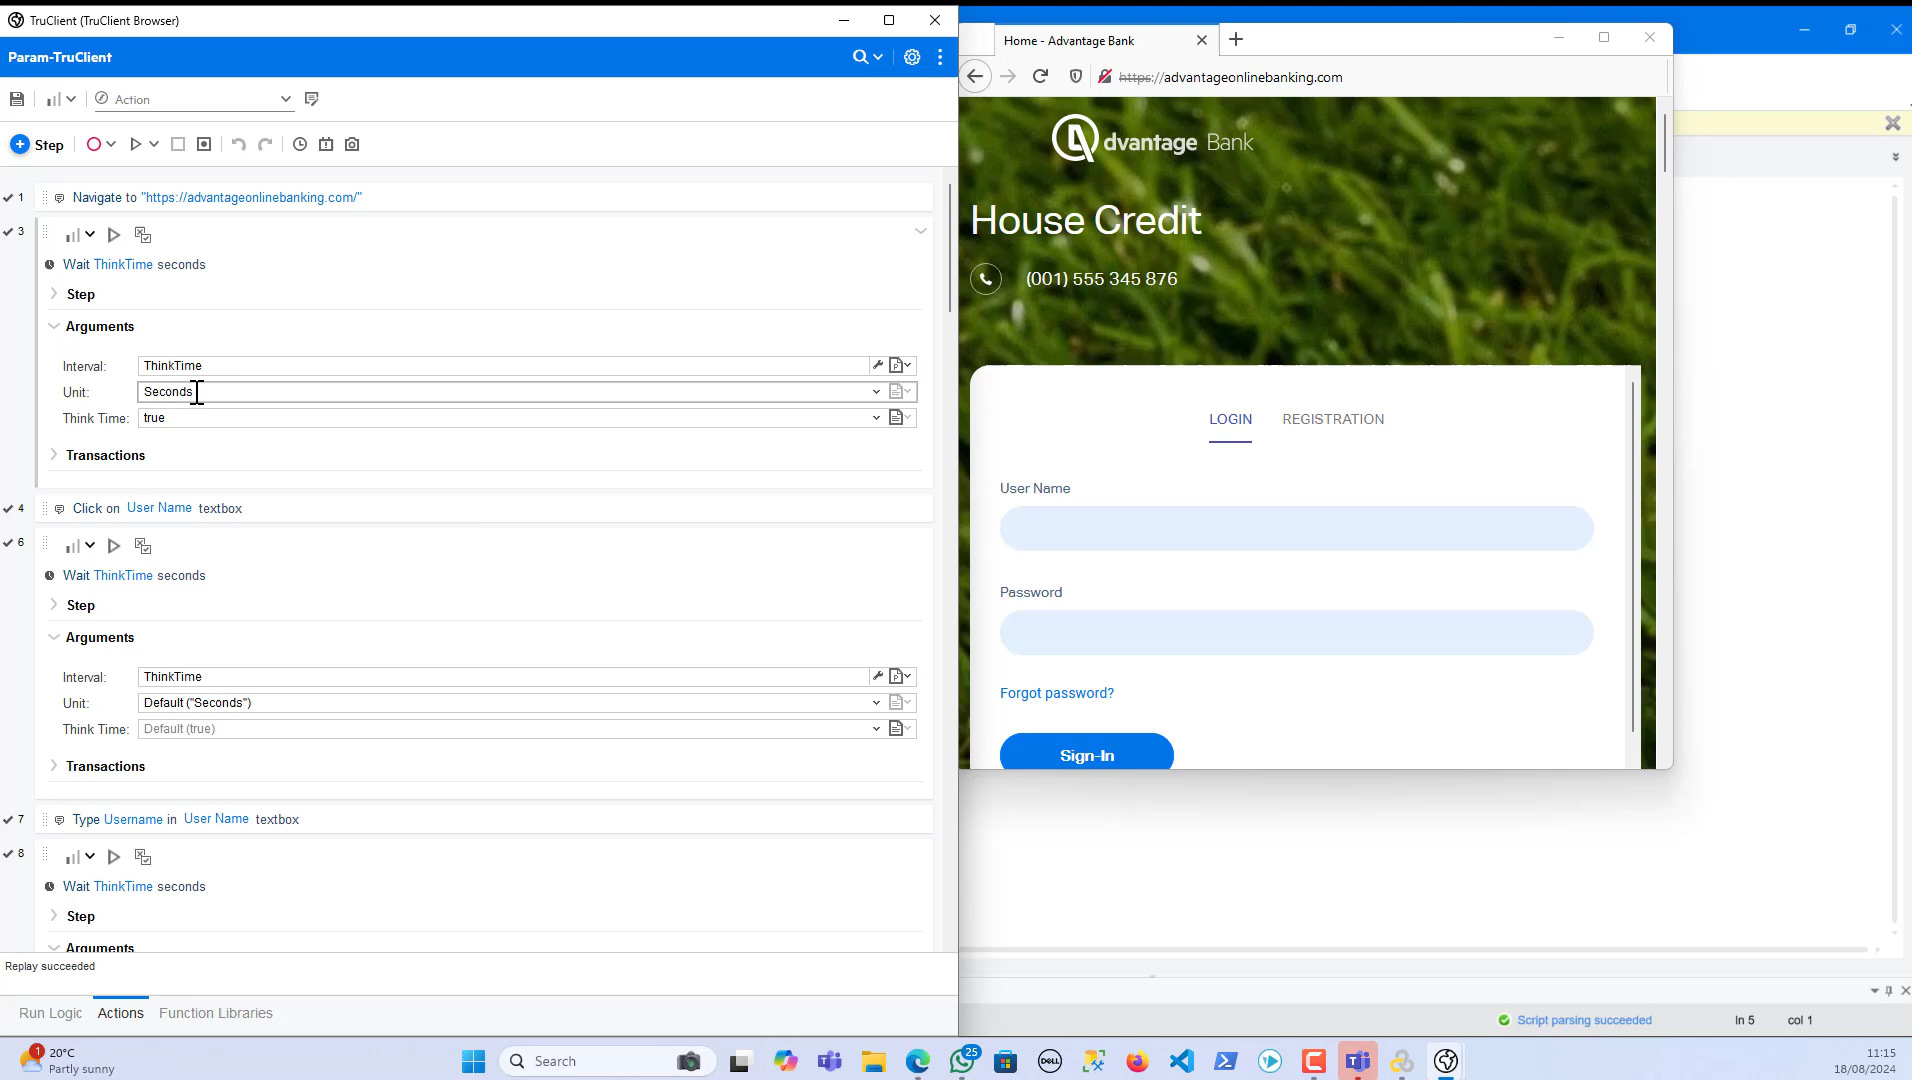 TruClient (TruClient Browser)
Param-TruClient
Action
Step
1
Navigate to "https://advantageonlinebanking.com/"
3
Wait ThinkTime seconds
Step
Arguments
Interval: ThinkTime
Unit: Seconds
Think Time: true
Transactions
4
Click on User Name textbox
6
Wait ThinkTime seconds
Step
Arguments
Interval: ThinkTime
Unit: Default ("Seconds")
Think Time: Default (true)
Transactions
7
Type Username in User Name textbox
8
Wait ThinkTime seconds
Step
Arguments
Replay succeeded
Run Logic Actions Function Libraries
Home - Advantage Bank
https://advantageonlinebanking.com
dvantage Bank
House Credit
(001) 555 345 876
LOGIN REGISTRATION
User Name
Password
Forgot password?
Sign-In
Script parsing succeeded ln 5 col 1
1
20°C
Partly sunny
Search
25
DELL
11:15
18/08/2024